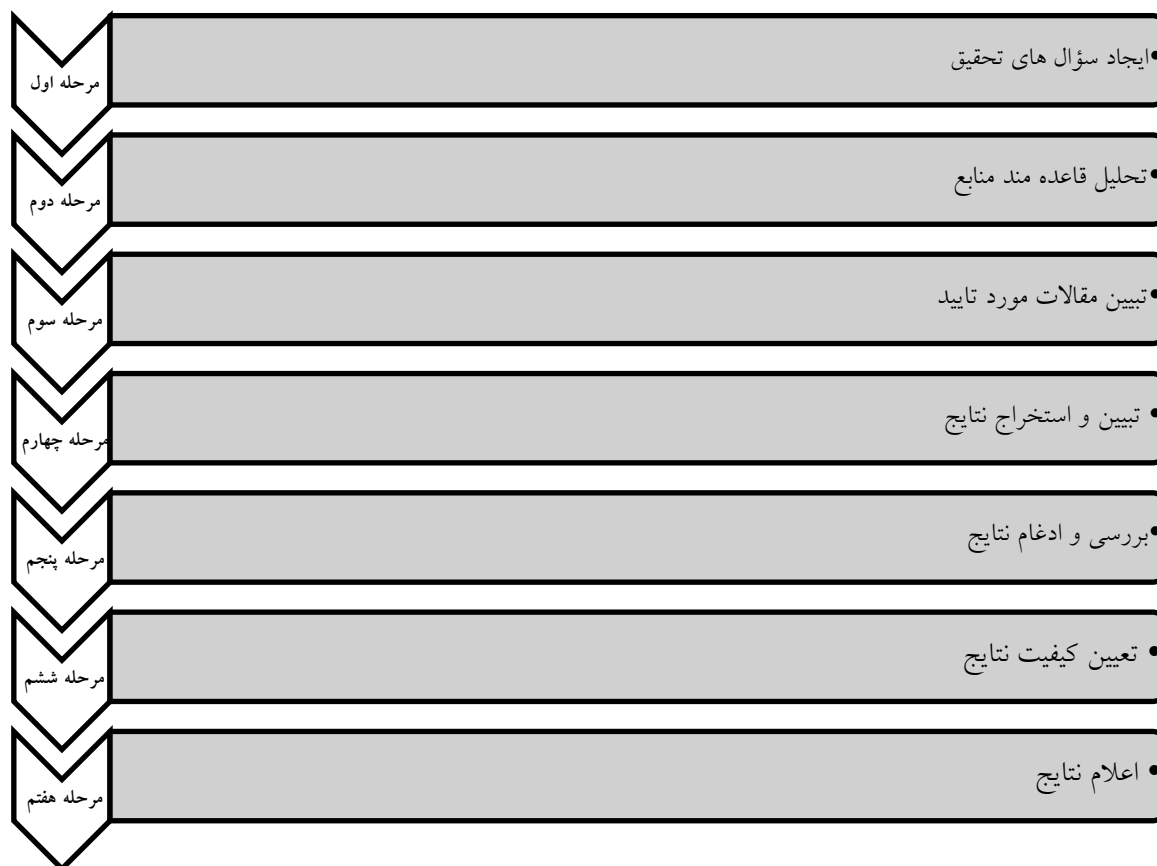 مرحله اول
•ایجاد سؤال های تحقیق
مرحله دوم
•تحلیل قاعده مند منابع
مرحله سوم
•تبیین مقالات مورد تایید
مرحله چهارم
• تبیین و استخراج نتایج
مرحله پنجم
•بررسی و ادغام نتایج
مرحله ششم
• تعیین کیفیت نتایج
مرحله هفتم
• اعلام نتایج